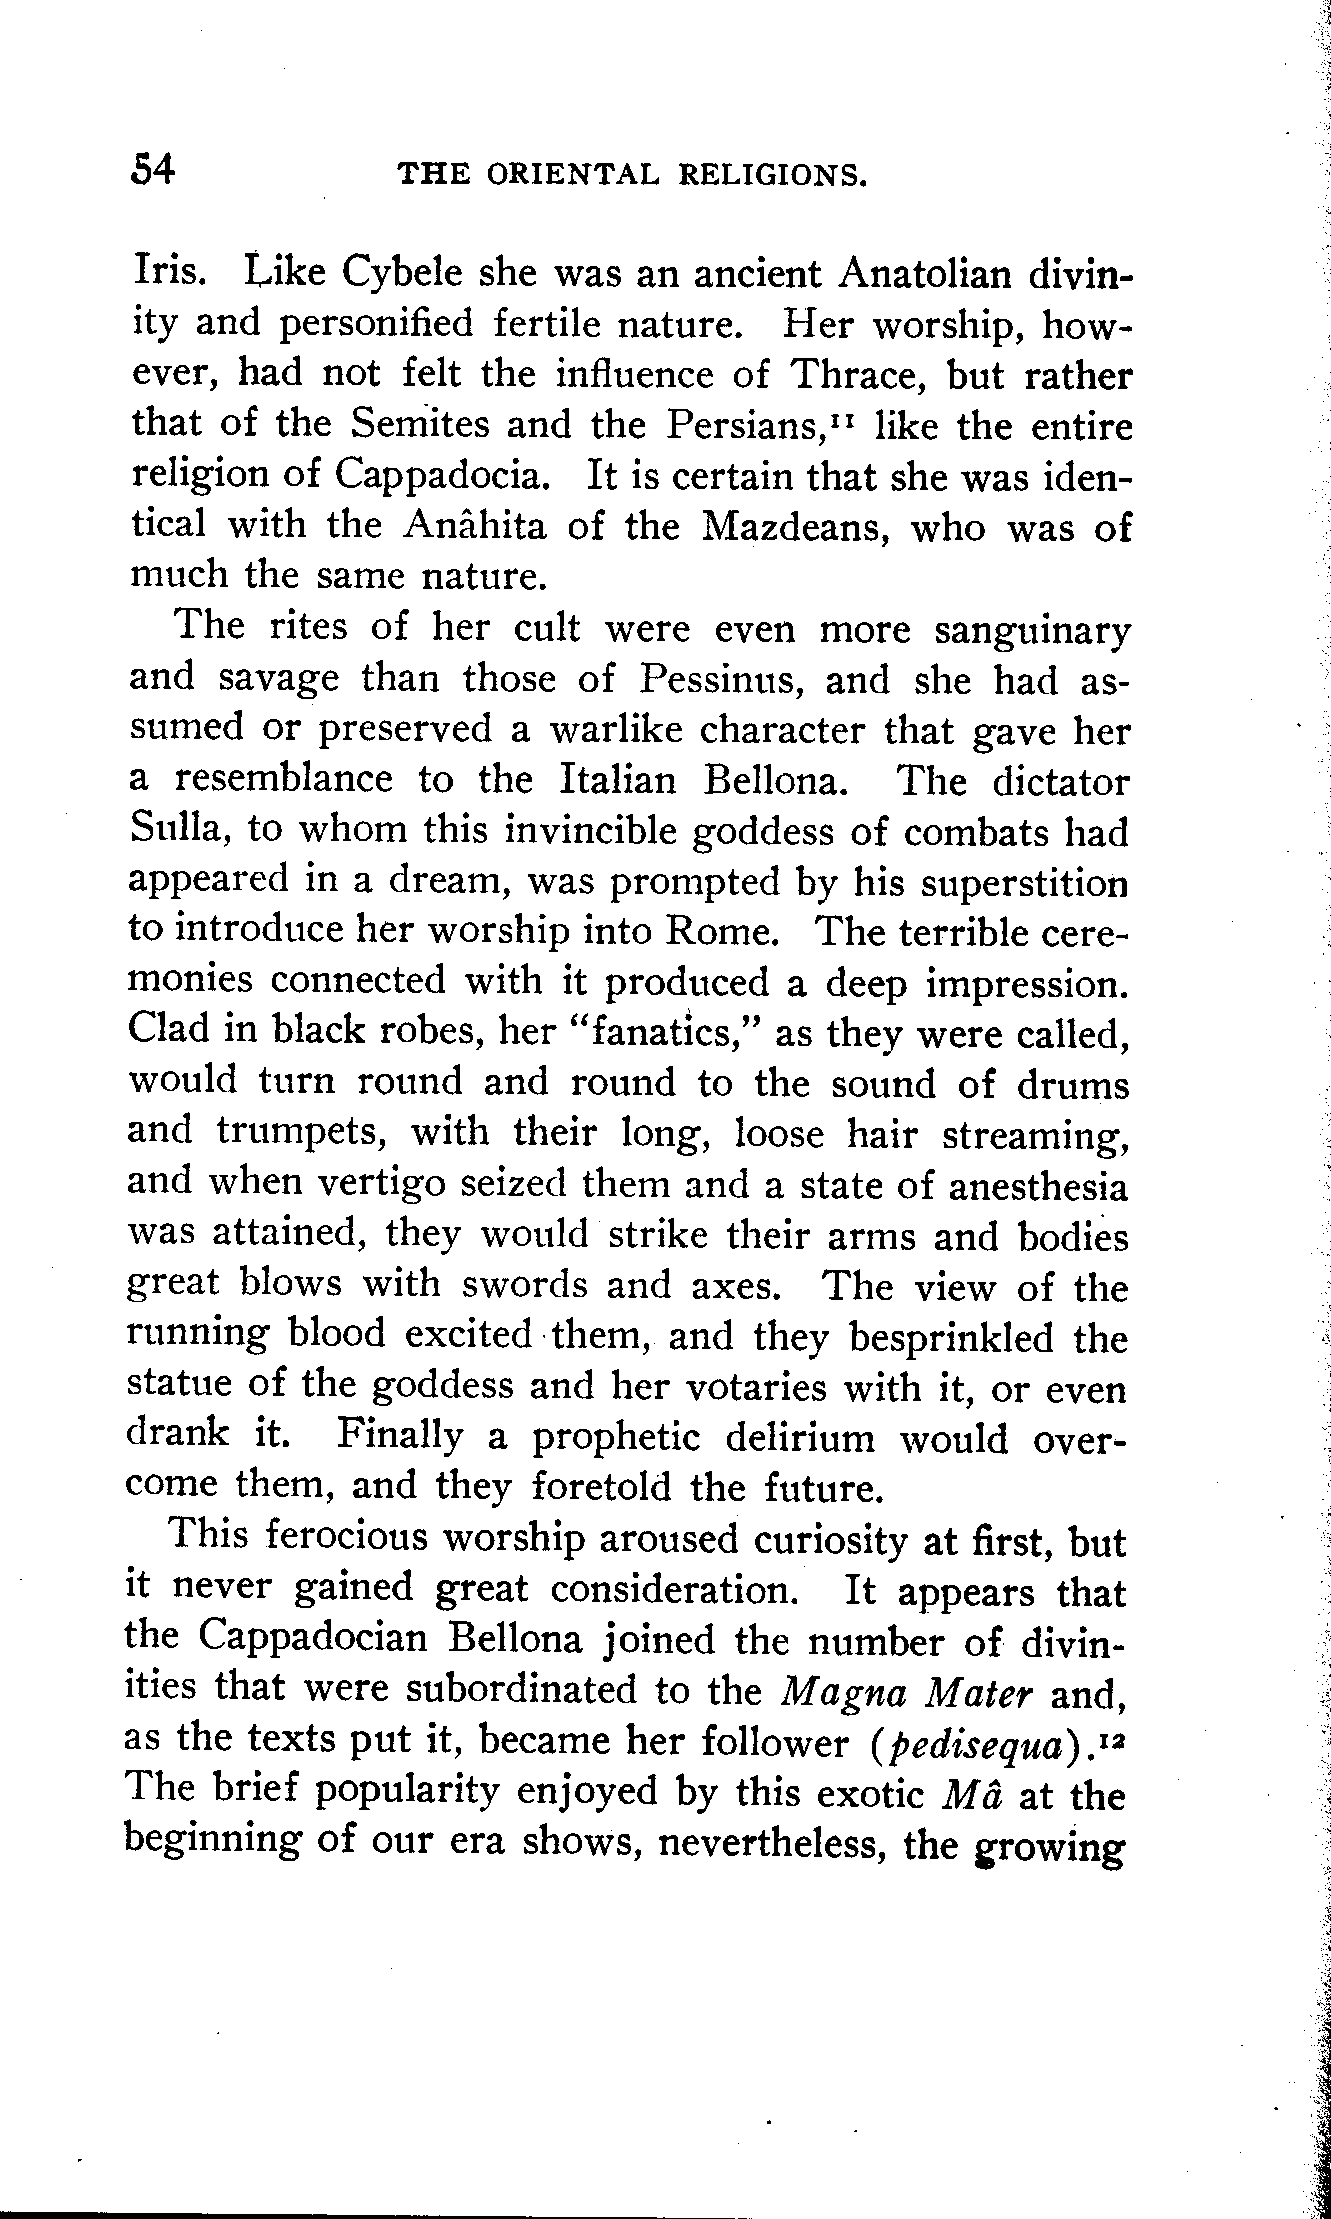 54 THE ORIENTAL RELIGIONS.
Iris. Like Cybele she was an ancient Anatolian divin-
ity and personified fertile nature. Her worship, how-
ever, had not felt the influence of Thrace, but rather
that of the Semites and the Persians,¹¹ like the entire
religion of Cappadocia. It is certain that she was iden-
tical with the Anâhita of the Mazdeans, who was of
much the same nature.
The rites of her cult were even more sanguinary
and savage than those of Pessinus, and she had as-
sumed or preserved a warlike character that gave her
a resemblance to the Italian Bellona. The dictator
Sulla, to whom this invincible goddess of combats had
appeared in a dream, was prompted by his superstition
to introduce her worship into Rome. The terrible cere-
monies connected with it produced a deep impression.
Clad in black robes, her “fanatics,” as they were called,
would turn round and round to the sound of drums
and trumpets, with their long, loose hair streaming,
and when vertigo seized them and a state of anesthesia
was attained, they would strike their arms and bodies
great blows with swords and axes. The view of the
running blood excited them, and they besprinkled the
statue of the goddess and her votaries with it, or even
drank it. Finally a prophetic delirium would over-
come them, and they foretold the future.
This ferocious worship aroused curiosity at first, but
it never gained great consideration. It appears that
the Cappadocian Bellona joined the number of divin-
ities that were subordinated to the Magna Mater and,
as the texts put it, became her follower (pedisequa).¹²
The brief popularity enjoyed by this exotic Mâ at the
beginning of our era shows, nevertheless, the growing